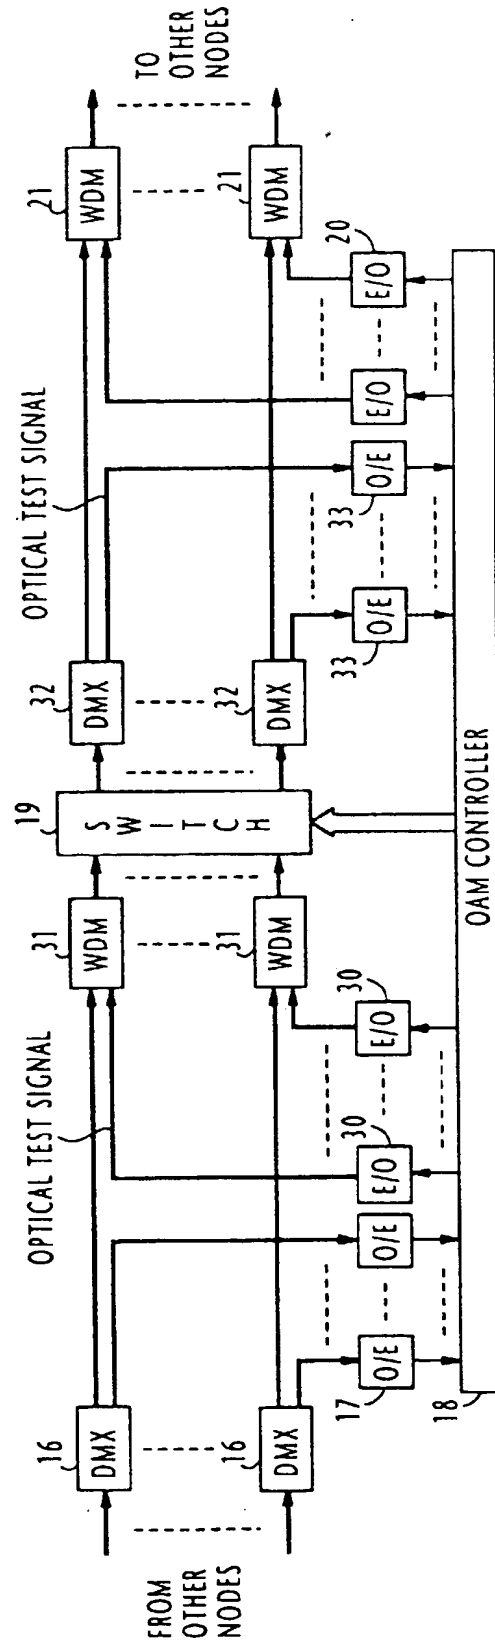 FROM
OTHER
NODES
16
DMX
16
DMX
OPTICAL TEST SIGNAL
31
WDM
31
WDM
19
SWITCH
32
DMX
32
DMX
OPTICAL TEST SIGNAL
21
WDM
21
WDM
TO
OTHER
NODES
17
O/E
O/E
30
E/O
30
E/O
33
O/E
33
O/E
E/O
20
E/O
18
OAM CONTROLLER